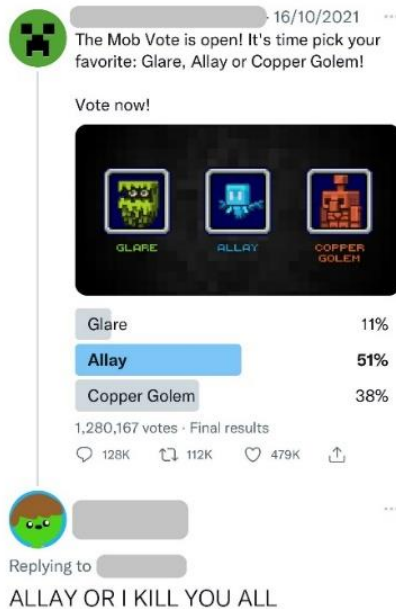 16/10/2021
The Mob Vote is open! It's time pick your
favorite: Glare, Allay or Copper Golem!
Vote now!
GLARE ALLAY COPPER
GOLEM
Glare 11%
Allay 51%
Copper Golem 38%
1,280,167 votes · Final results
128K 112K 479K
Replying to
ALLAY OR I KILL YOU ALL